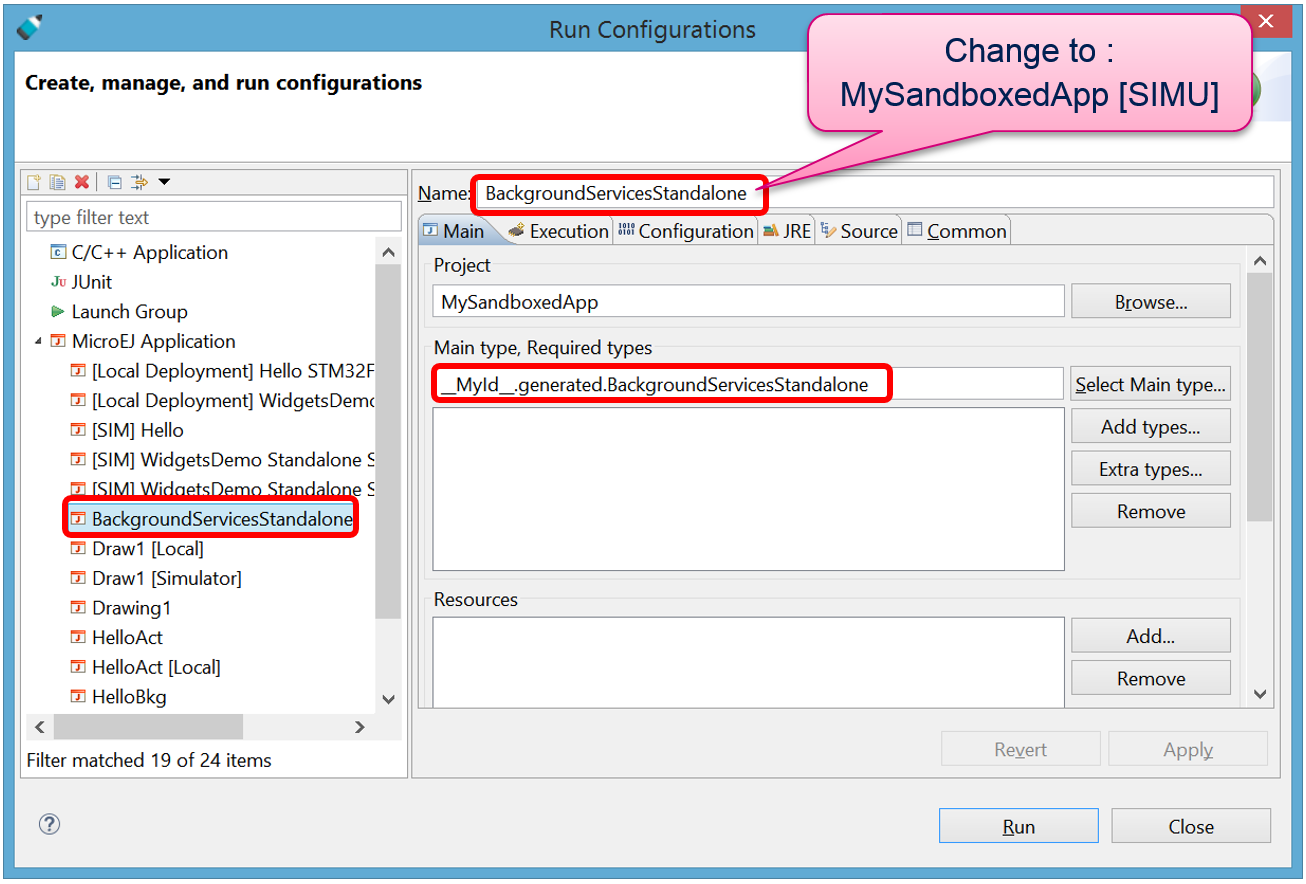 Run Configurations
Change to :
MySandboxedApp [SIMU]
Create, manage, and run configurations
type filter text
C/C++ Application
Ju JUnit
Launch Group
MicroEJ Application
[Local Deployment] Hello STM32F
[Local Deployment] WidgetsDemo
[SIM] Hello
[SIM] WidgetsDemo Standalone S
[SIM] WidgetsDemo Standalone S
BackgroundServicesStandalone
Draw1 [Local]
Draw1 [Simulator]
Drawing1
HelloAct
HelloAct [Local]
HelloBkg
Filter matched 19 of 24 items
Name: BackgroundServicesStandalone
Main Execution Configuration JRE Source Common
Project
MySandboxedApp Browse...
Main type, Required types
__MyId__.generated.BackgroundServicesStandalone Select Main type...
Add types...
Extra types...
Remove
Resources
Add...
Remove
Revert Apply
? Run Close